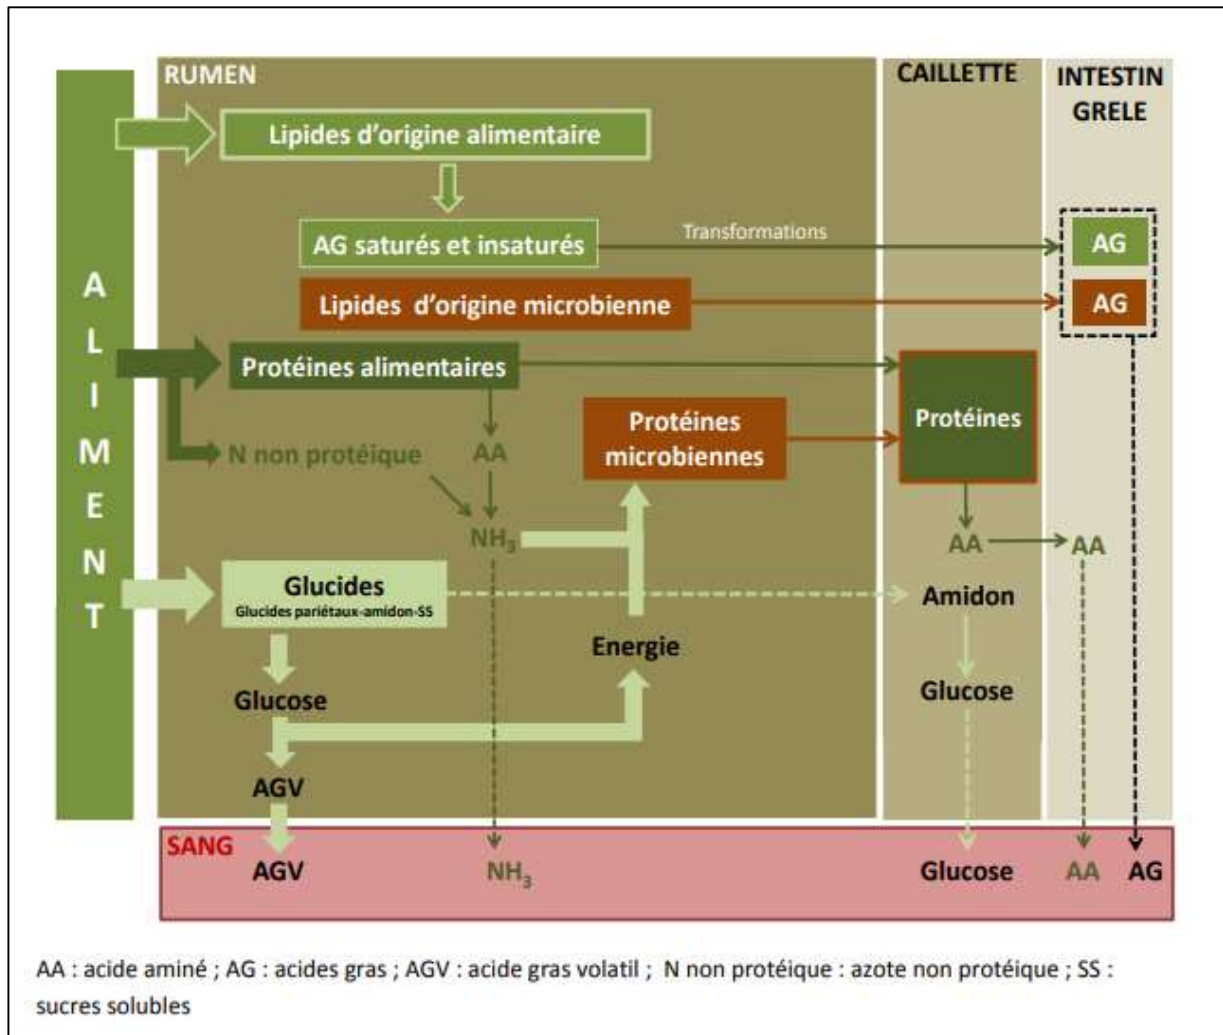 RUMEN
CAILLETTE
INTESTIN
GRELE
ALIMENT
Lipides d'origine alimentaire
AG saturés et insaturés
Transformations
AG
Lipides d'origine microbienne
AG
Protéines alimentaires
Protéines
microbiennes
Protéines
N non protéique
AA
NH₃
AA
AA
Glucides
Glucides pariétaux-amidon-SS
Amidon
Energie
Glucose
Glucose
AGV
SANG
AGV
NH₃
Glucose
AA
AG
AA : acide aminé ; AG : acides gras ; AGV : acide gras volatil ; N non protéique : azote non protéique ; SS :
sucres solubles